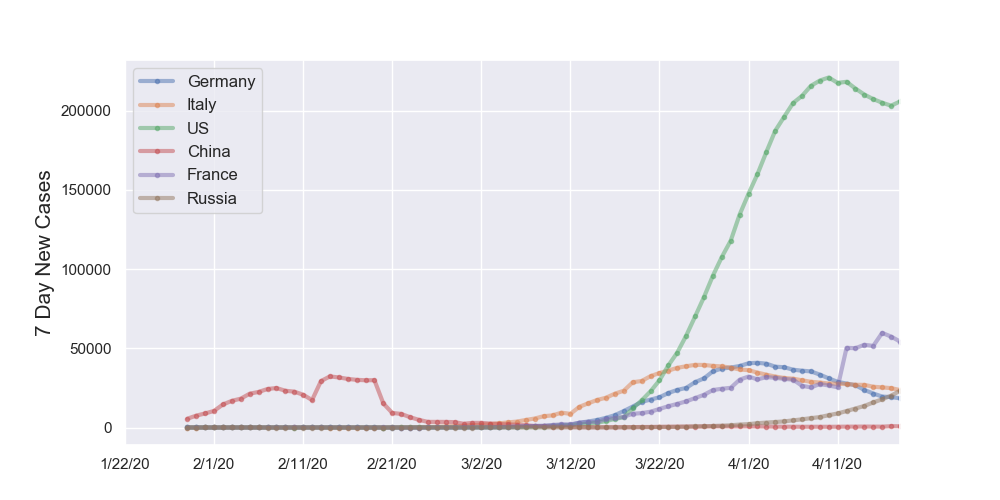 Germany
Italy
US
China
France
Russia
7 Day New Cases
200000
150000
100000
50000
0
1/22/20 2/1/20 2/11/20 2/21/20 3/2/20 3/12/20 3/22/20 4/1/20 4/11/20